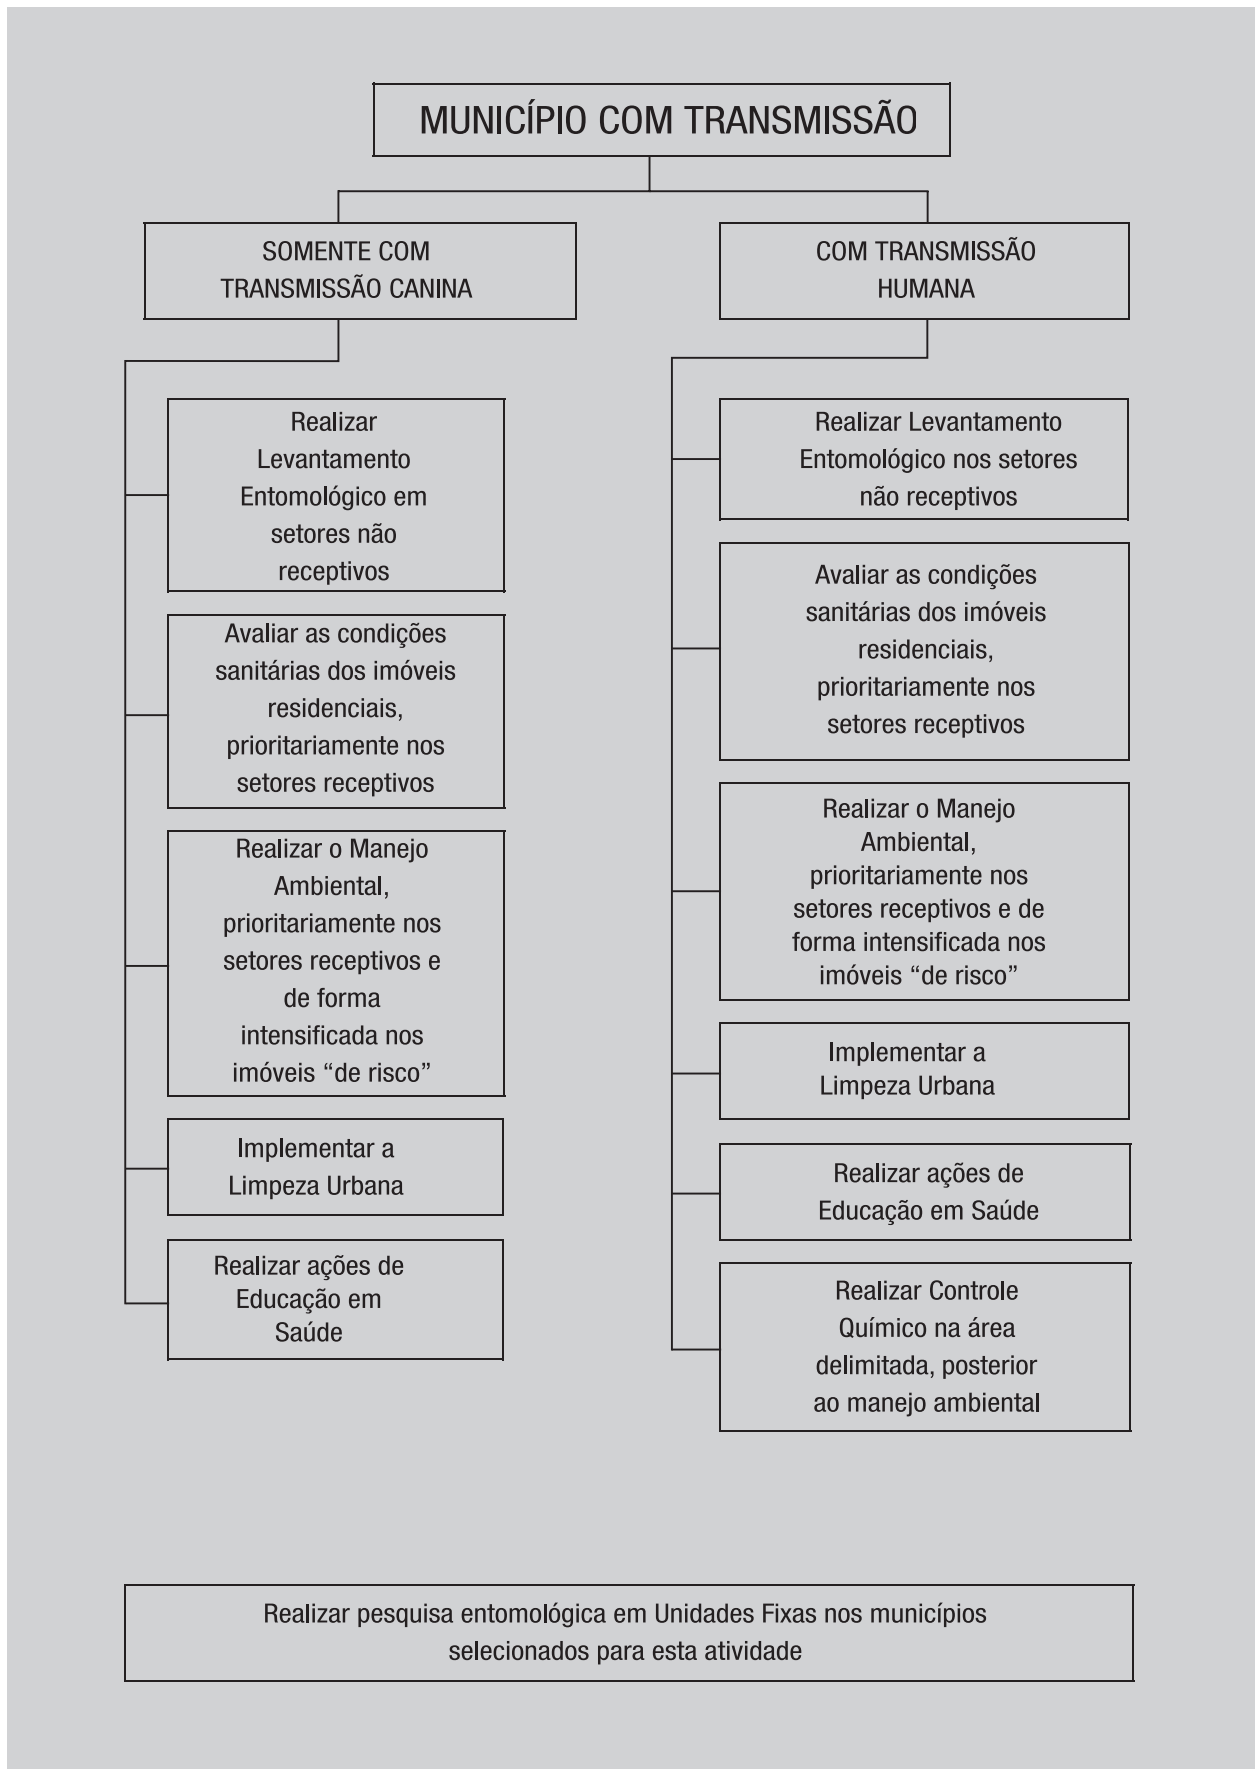 MUNICÍPIO COM TRANSMISSÃO
SOMENTE COM
TRANSMISSÃO CANINA
Realizar
Levantamento
Entomológico em
setores não
receptivos
Avaliar as condições
sanitárias dos imóveis
residenciais,
prioritariamente nos
setores receptivos
Realizar o Manejo
Ambiental,
prioritariamente nos
setores receptivos e
de forma
intensificada nos
imóveis “de risco”
Implementar a
Limpeza Urbana
Realizar ações de
Educação em
Saúde
COM TRANSMISSÃO
HUMANA
Realizar Levantamento
Entomológico nos setores
não receptivos
Avaliar as condições
sanitárias dos imóveis
residenciais,
prioritariamente nos
setores receptivos
Realizar o Manejo
Ambiental,
prioritariamente nos
setores receptivos e de
forma intensificada nos
imóveis “de risco”
Implementar a
Limpeza Urbana
Realizar ações de
Educação em Saúde
Realizar Controle
Químico na área
delimitada, posterior
ao manejo ambiental
Realizar pesquisa entomológica em Unidades Fixas nos municípios
selecionados para esta atividade